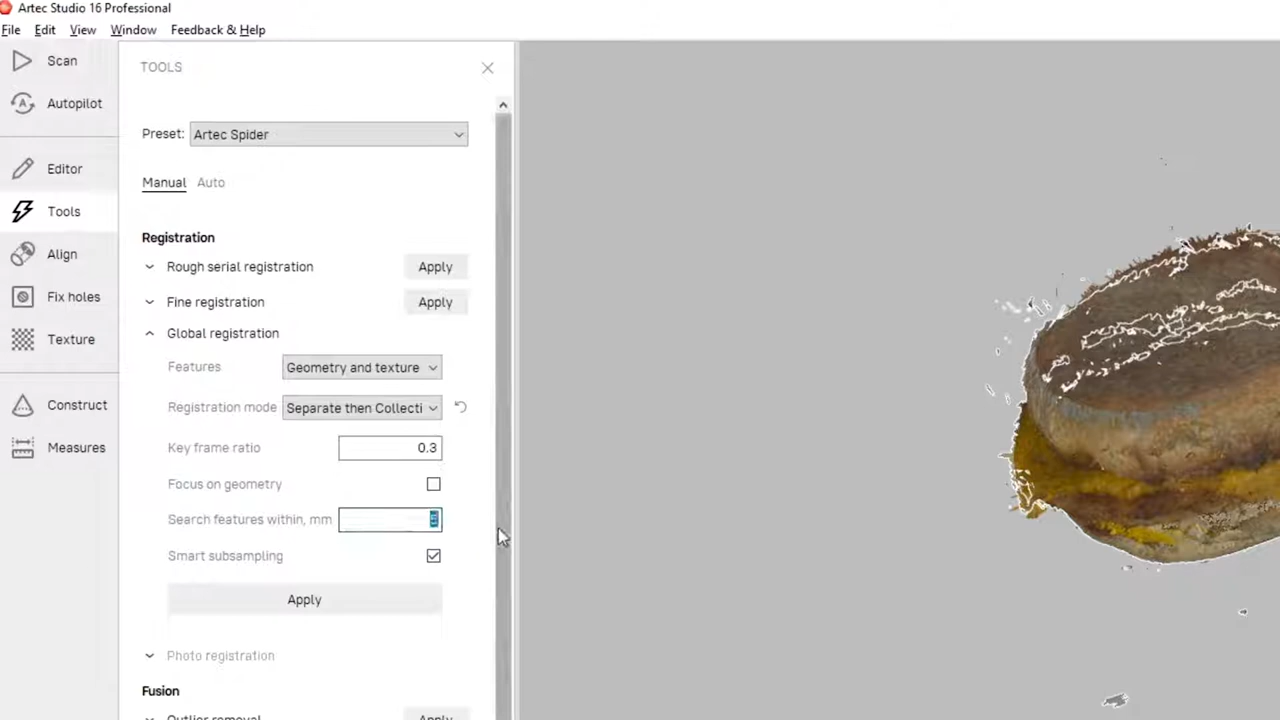 Artec Studio 16 Professional
File Edit View Window Feedback & Help
Scan
Autopilot
Editor
Tools
Align
Fix holes
Texture
Construct
Measures
TOOLS
Preset: Artec Spider
Manual Auto
Registration
Rough serial registration Apply
Fine registration Apply
Global registration
Features Geometry and texture
Registration mode Separate then Collecti
Key frame ratio 0.3
Focus on geometry
Search features within, mm
Smart subsampling
Apply
Photo registration
Fusion
Outlier removal Apply